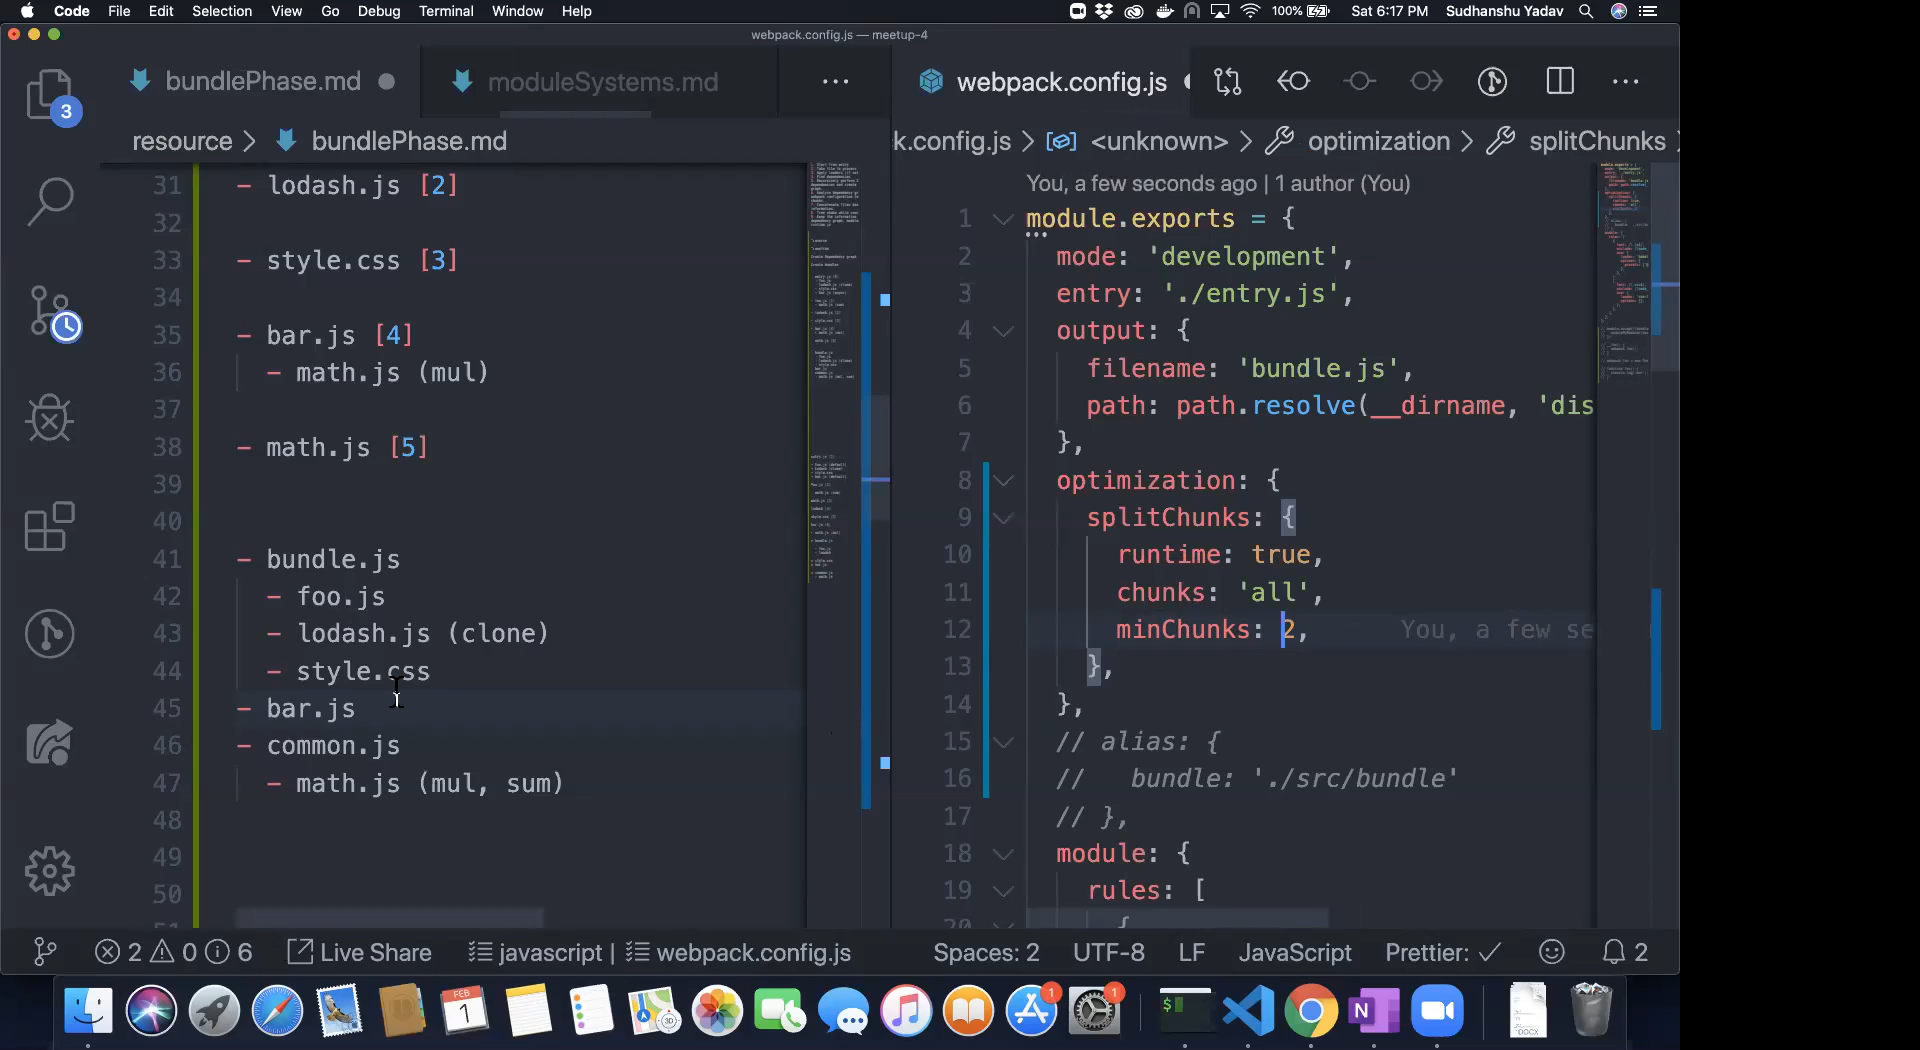 Code File Edit Selection View Go Debug Terminal Window Help 100% Sat 6:17 PM Sudhanshu Yadav
webpack.config.js — meetup-4
bundlePhase.md moduleSystems.md ...
webpack.config.js ...
3
resource > bundlePhase.md
k.config.js > <unknown> > optimization > splitChunks
31 - lodash.js [2]
32
33 - style.css [3]
34
35 - bar.js [4]
36 - math.js (mul)
37
38 - math.js [5]
39
40
41 - bundle.js
42 - foo.js
43 - lodash.js (clone)
44 - style.css
45 - bar.js
46 - common.js
47 - math.js (mul, sum)
48
49
50
You, a few seconds ago | 1 author (You)
1 module.exports = {
2 mode: 'development',
3 entry: './entry.js',
4 output: {
5 filename: 'bundle.js',
6 path: path.resolve(__dirname, 'dis
7 },
8 optimization: {
9 splitChunks: {
10 runtime: true,
11 chunks: 'all',
12 minChunks: 2, You, a few se
13 },
14 },
15 // alias: {
16 // bundle: './src/bundle'
17 // },
18 module: {
19 rules: [
20 {
2 0 6 Live Share javascript | webpack.config.js Spaces: 2 UTF-8 LF JavaScript Prettier: ✓ 2
FEB
1
3D
1
1
$
N
DOCX